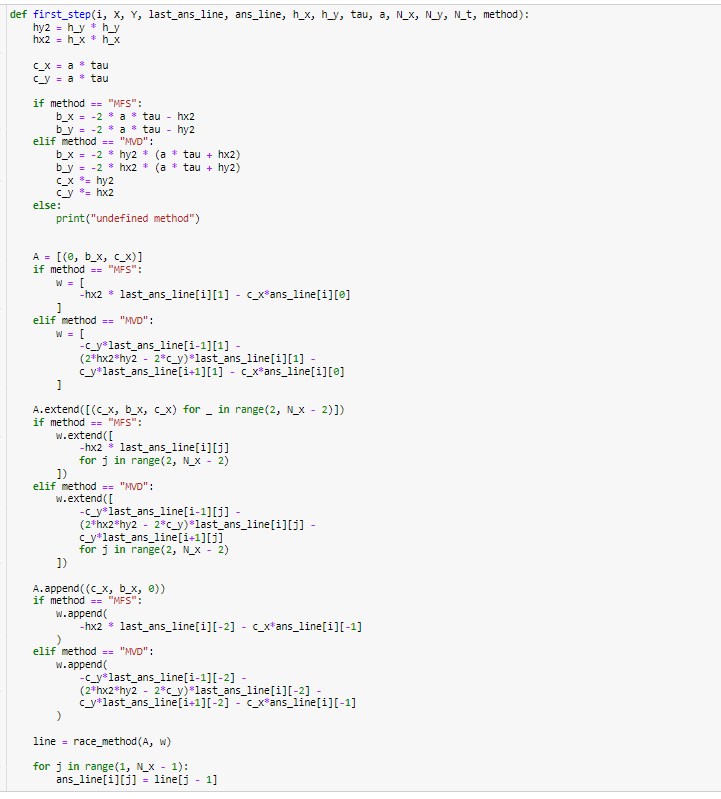 def first_step(i, X, Y, last_ans_line, ans_line, h_x, h_y, tau, a, N_x, N_y, N_t, method):
    hy2 = h_y * h_y
    hx2 = h_x * h_x

    c_x = a * tau
    c_y = a * tau

    if method == "MFS":
        b_x = -2 * a * tau - hx2
        b_y = -2 * a * tau - hy2
    elif method == "MVD":
        b_x = -2 * hy2 * (a * tau + hx2)
        b_y = -2 * hx2 * (a * tau + hy2)
        c_x *= hy2
        c_y *= hx2
    else:
        print("undefined method")


    A = [(0, b_x, c_x)]
    if method == "MFS":
        w = [
            -hx2 * last_ans_line[i][1] - c_x*ans_line[i][0]
        ]
    elif method == "MVD":
        w = [
            -c_y*last_ans_line[i-1][1] -
            (2*hx2*hy2 - 2*c_y)*last_ans_line[i][1] -
            c_y*last_ans_line[i+1][1] - c_x*ans_line[i][0]
        ]

    A.extend([(c_x, b_x, c_x) for _ in range(2, N_x - 2)])
    if method == "MFS":
        w.extend([
            -hx2 * last_ans_line[i][j]
            for j in range(2, N_x - 2)
        ])
    elif method == "MVD":
        w.extend([
            -c_y*last_ans_line[i-1][j] -
            (2*hx2*hy2 - 2*c_y)*last_ans_line[i][j] -
            c_y*last_ans_line[i+1][j]
            for j in range(2, N_x - 2)
        ])

    A.append((c_x, b_x, 0))
    if method == "MFS":
        w.append(
            -hx2 * last_ans_line[i][-2] - c_x*ans_line[i][-1]
        )
    elif method == "MVD":
        w.append(
            -c_y*last_ans_line[i-1][-2] -
            (2*hx2*hy2 - 2*c_y)*last_ans_line[i][-2] -
            c_y*last_ans_line[i+1][-2] - c_x*ans_line[i][-1]
        )

    line = race_method(A, w)

    for j in range(1, N_x - 1):
        ans_line[i][j] = line[j - 1]